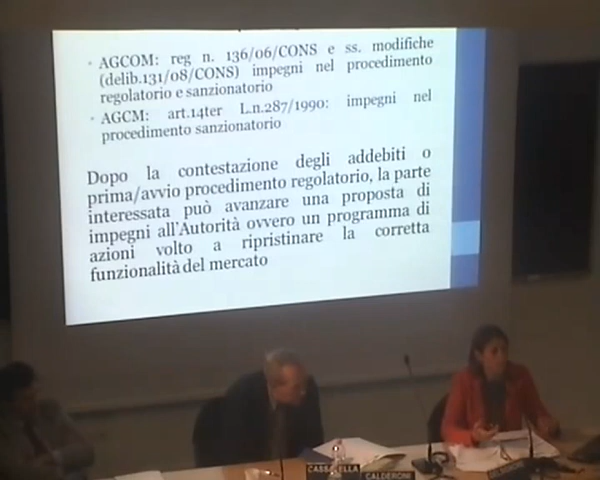 • AGCOM: reg n. 136/06/CONS e ss. modifiche
(delib.131/08/CONS) impegni nel procedimento
regolatorio e sanzionatorio
• AGCM: art.14ter L.n.287/1990: impegni nel
procedimento sanzionatorio
Dopo la contestazione degli addebiti o
prima/avvio procedimento regolatorio, la parte
interessata può avanzare una proposta di
impegni all'Autorità ovvero un programma di
azioni volto a ripristinare la corretta
funzionalità del mercato
CALDERONI